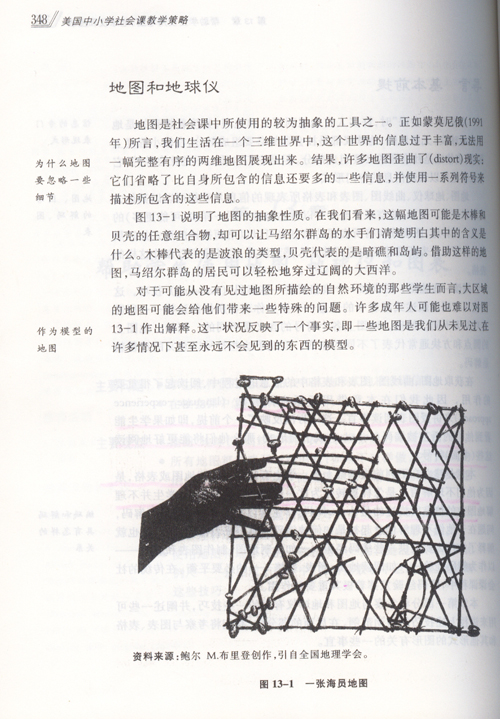 348 美国中小学社会课教学策略
地图和地球仪
地图是社会课中所使用的较为抽象的工具之一。正如蒙莫尼俄(1991
年)所言,我们生活在一个三维世界中,这个世界的信息过于丰富,无法用
一幅完整有序的两维地图展现出来。结果,许多地图歪曲了(distort)现实;
它们省略了比自身所包含的信息还要多的一些信息,并使用一系列符号来
描述所包含的这些信息。
为什么地图
要忽略一些
细节
图13-1说明了地图的抽象性质。在我们看来,这幅地图可能是木棒和
贝壳的任意组合物,却可以让马绍尔群岛的水手们清楚明白其中的含义是
什么。木棒代表的是波浪的类型,贝壳代表的是暗礁和岛屿。借助这样的地
图,马绍尔群岛的居民可以轻松地穿过辽阔的大西洋。
对于可能从没有见过地图所描绘的自然环境的那些学生而言,大区域
的地图可能会给他们带来一些特殊的问题。许多成年人可能也难以对图
13-1作出解释。这一状况反映了一个事实,即一些地图是我们从未见过、在
许多情况下甚至永远不会见到的东西的模型。
作为模型的
地图
资料来源:鲍尔 M.布里登创作,引自全国地理学会。
图13-1 一张海员地图